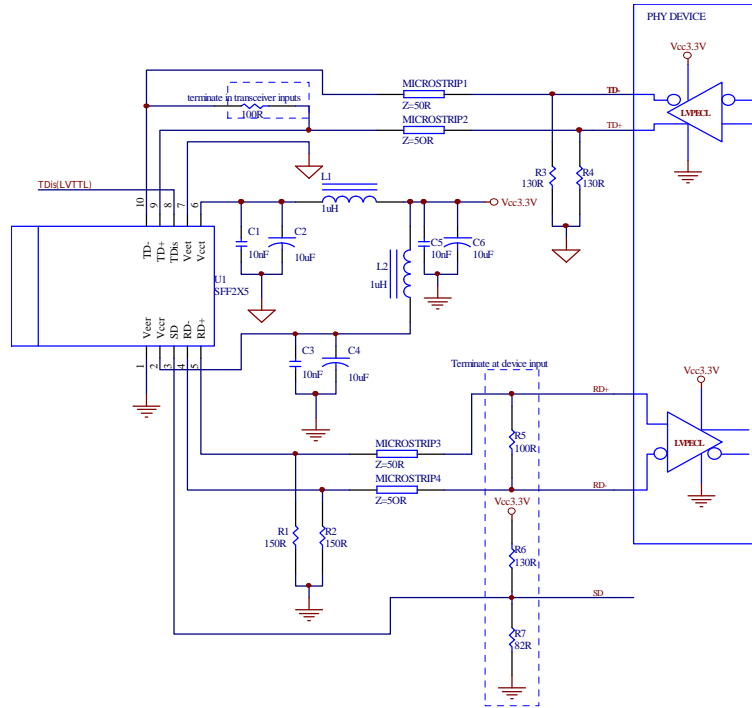 PHY DEVICE
Vcc3.3V
MICROSTRIP1
TD-
terminate in transceiver inputs
100R
Z=50R
LVPECL
MICROSTRIP2
TD+
Z=5OR
R3
130R
R4
130R
L1
TDis(LVTTL)
10
9
8
7
6
1uH
Vcc3.3V
C1
10nF
C2
10uF
C5
10nF
C6
10uF
TD-
TD+
TDis
Veet
Vcct
L2
1uH
U1
SFF2X5
Veer
Vccr
SD
RD-
RD+
C3
10nF
C4
10uF
1
2
3
4
5
Terminate at device input
Vcc3.3V
RD+
R5
100R
LVPECL
MICROSTRIP3
Z=50R
MICROSTRIP4
Z=5OR
RD-
Vcc3.3V
R1
150R
R2
150R
R6
130R
SD
R7
82R